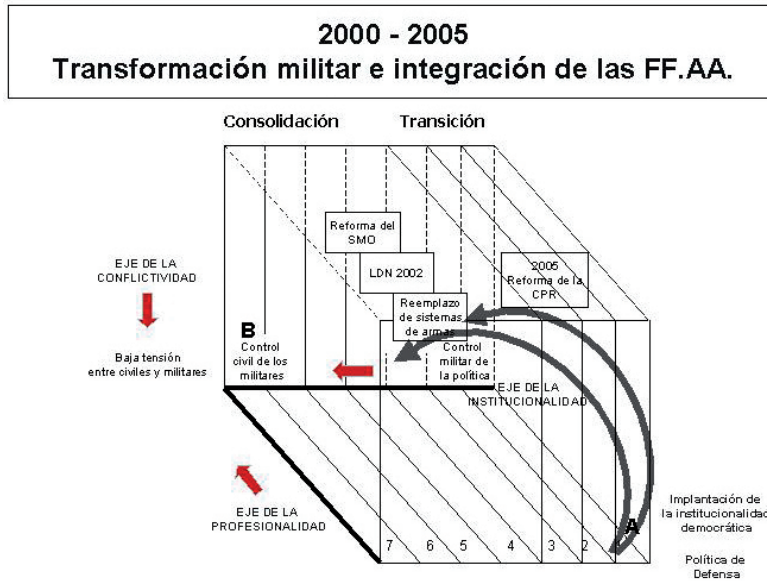 2000 - 2005
Transformación militar e integración de las FF.AA.
Consolidación
Transición
Reforma del
SMO
LDN 2002
2005
Reforma de la
CPR
Reemplazo
de sistemas
de armas
EJE DE LA
CONFLICTIVIDAD
Baja tensión
entre civiles y militares
B
Control
civil de los
militares
Control
militar de
la política
EJE DE LA
INSTITUCIONALIDAD
EJE DE LA
PROFESIONALIDAD
7
6
5
4
3
2
A
Implantación de
la institucionalidad
democrática
Política de
Defensa